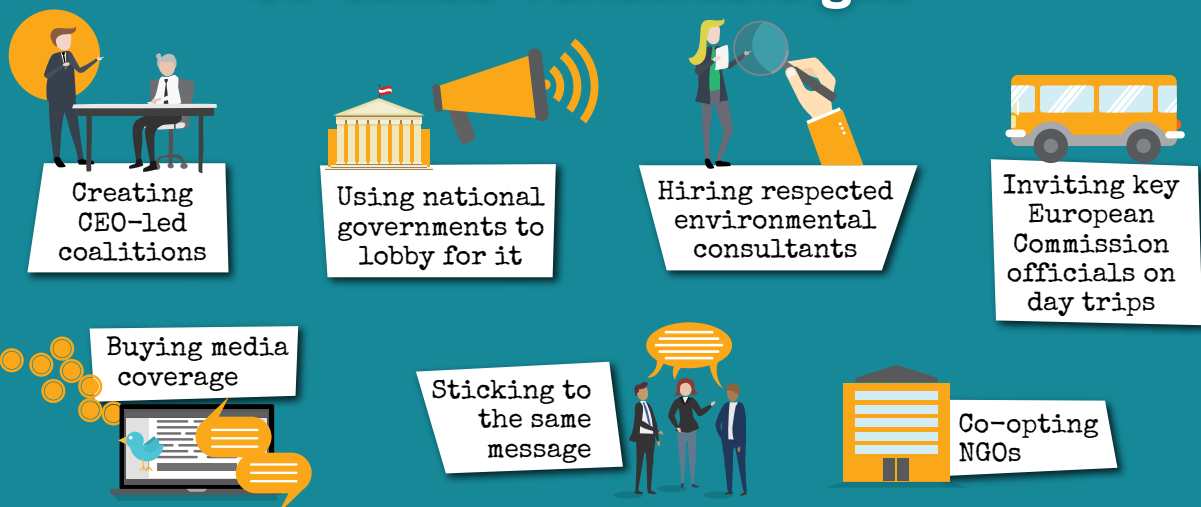 Creating
CEO-led
coalitions
Using national
governments to
lobby for it
Hiring respected
environmental
consultants
Inviting key
European
Commission
officials on
day trips
Buying media
coverage
Sticking to
the same
message
Co-opting
NGOs